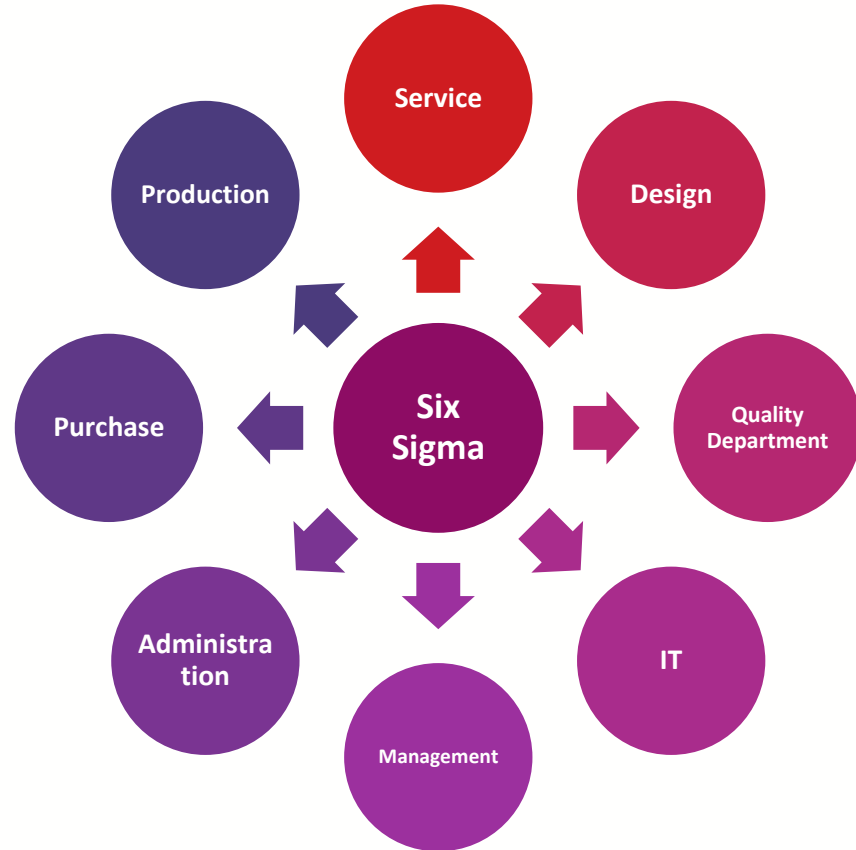 Service
Production
Design
Purchase
Six
Sigma
Quality
Department
Administra
tion
IT
Management